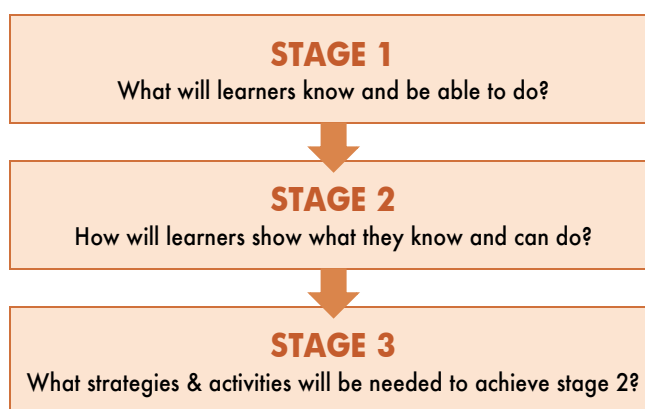 STAGE 1
What will learners know and be able to do?
STAGE 2
How will learners show what they know and can do?
STAGE 3
What strategies & activities will be needed to achieve stage 2?